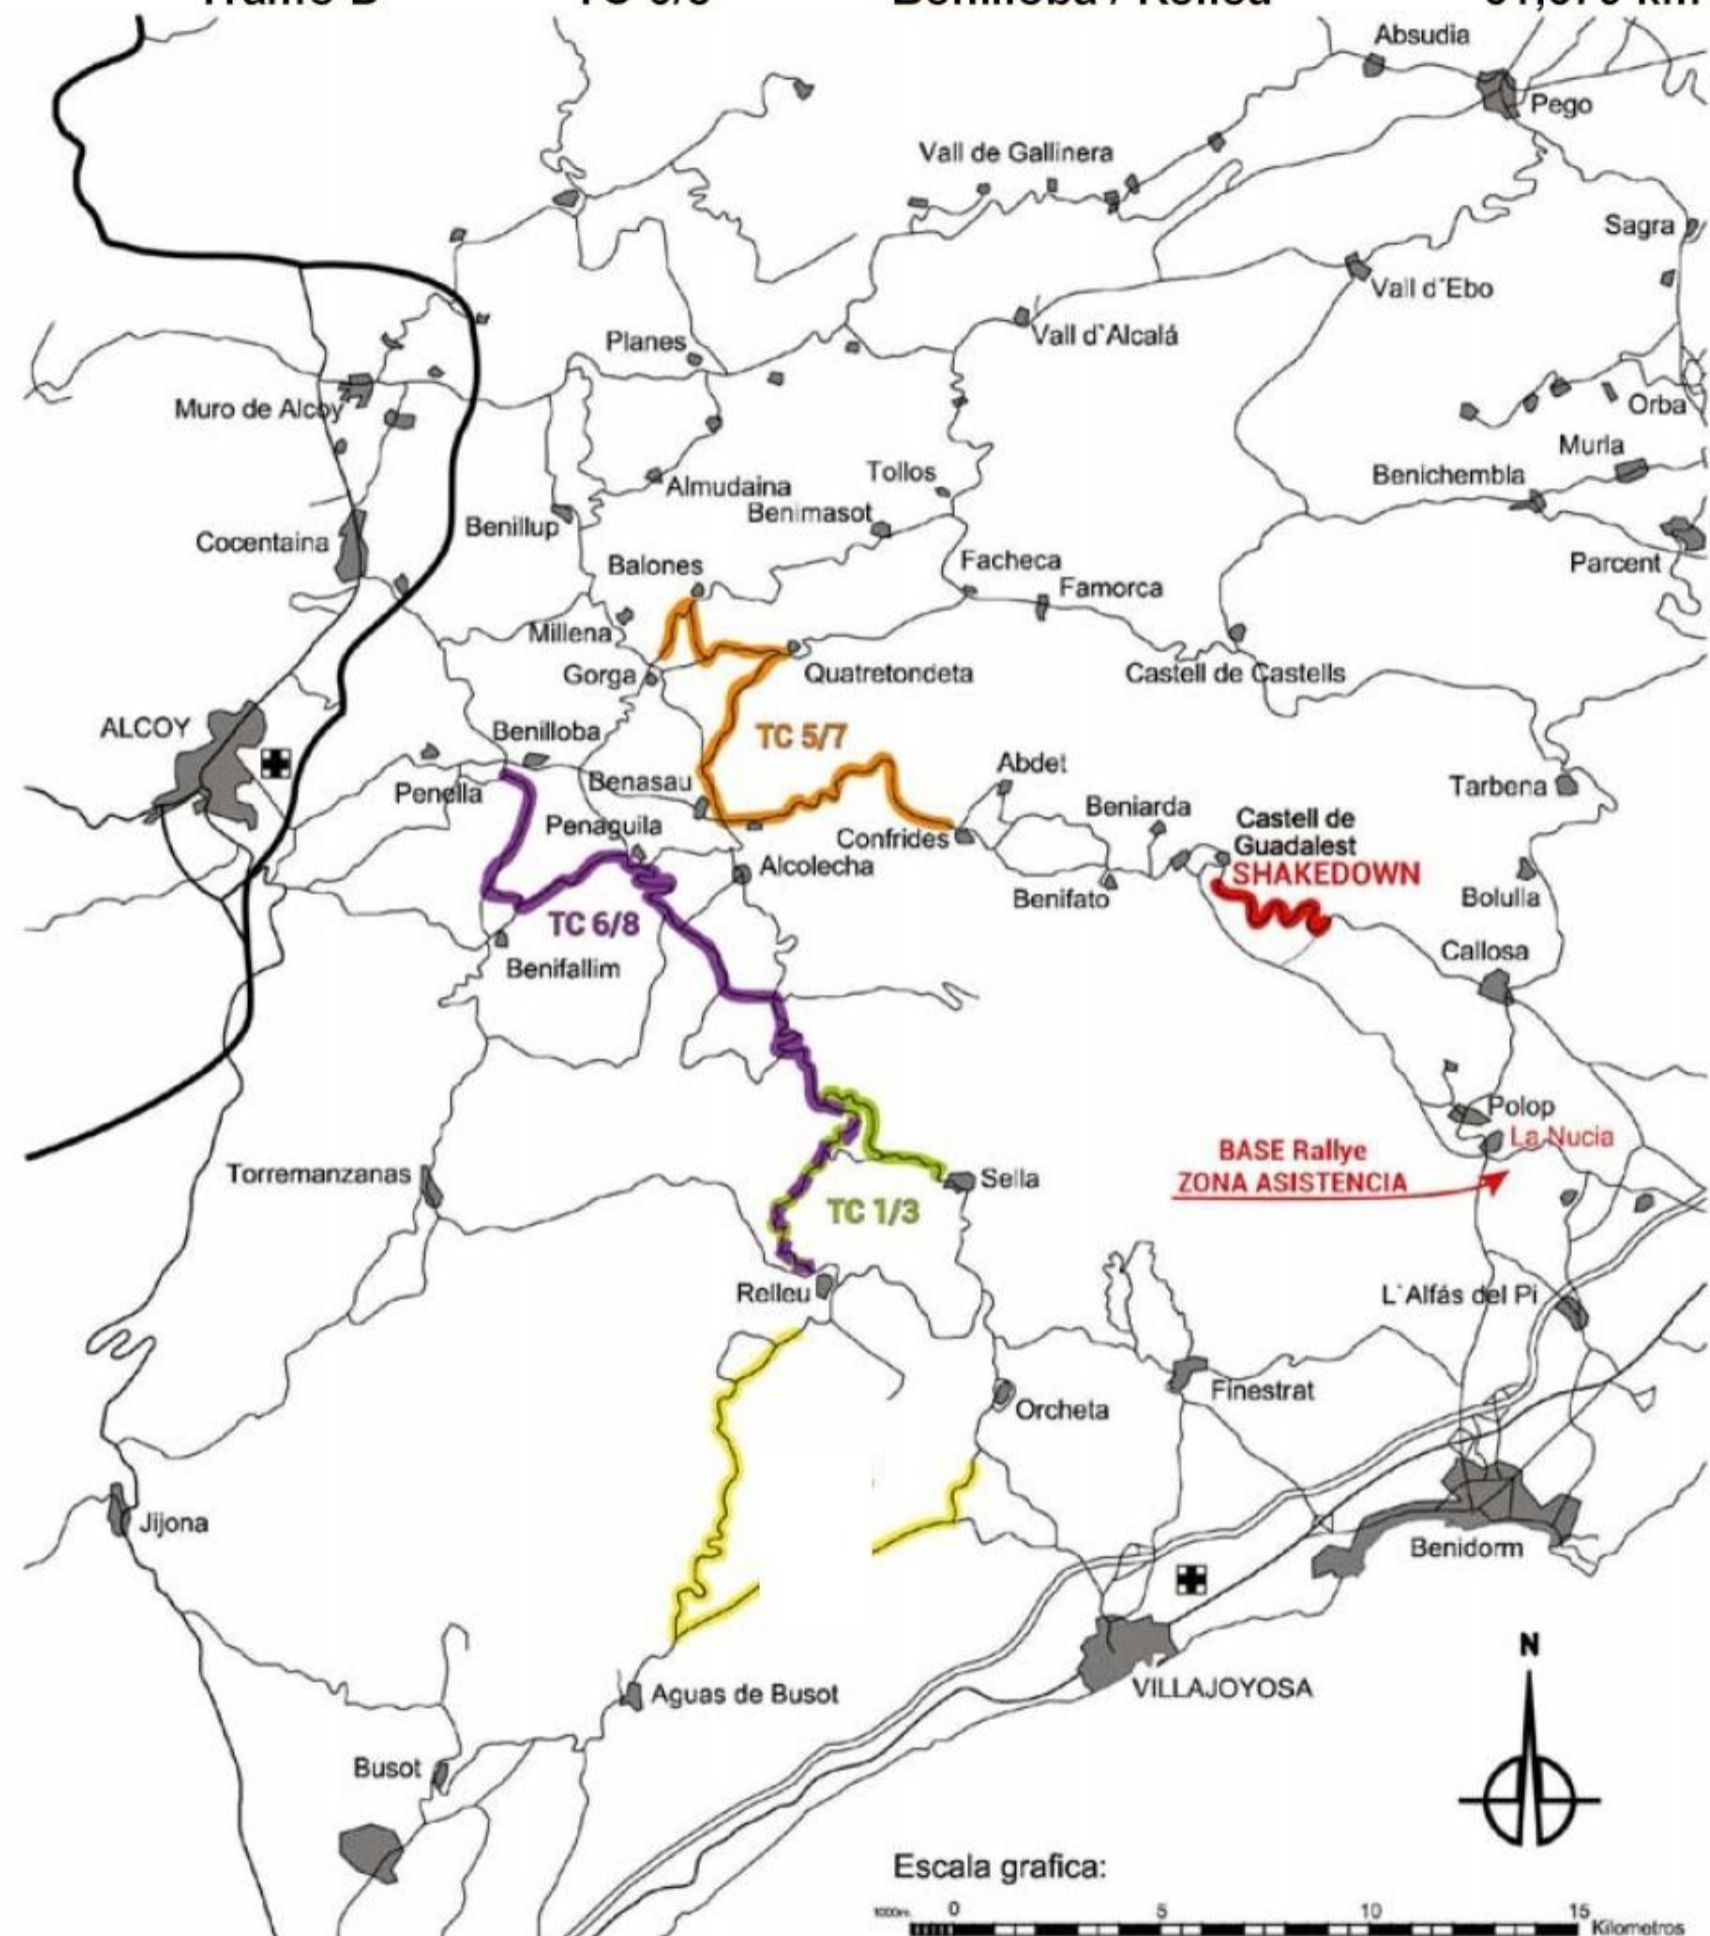 Absudia
Pego
Vall de Gallinera
Sagra
Vall d´Ebo
Vall d`Alcalá
Planes
Muro de Alcoy
Orba
Murla
Tollos
Benichembla
Almudaina
Benimasot
Benillup
Cocentaina
Facheca
Parcent
Balones
Famorca
Millena
Gorga
Quatretondeta
Castell de Castells
ALCOY
Benilloba
TC 5/7
Abdet
Benasau
Tarbena
Penella
Beniarda
Castell de
Guadalest
Penaguila
Confrides
Alcolecha
SHAKEDOWN
Benifato
Bolulla
TC 6/8
Callosa
Benifallim
Polop
La Nucia
BASE Rallye
ZONA ASISTENCIA
Torremanzanas
Sella
TC 1/3
Relleu
L`Alfás del Pi
Finestrat
Orcheta
Jijona
Benidorm
N
VILLAJOYOSA
Aguas de Busot
Busot
Escala grafica:
1000m. 0 5 10 15 Kilometros